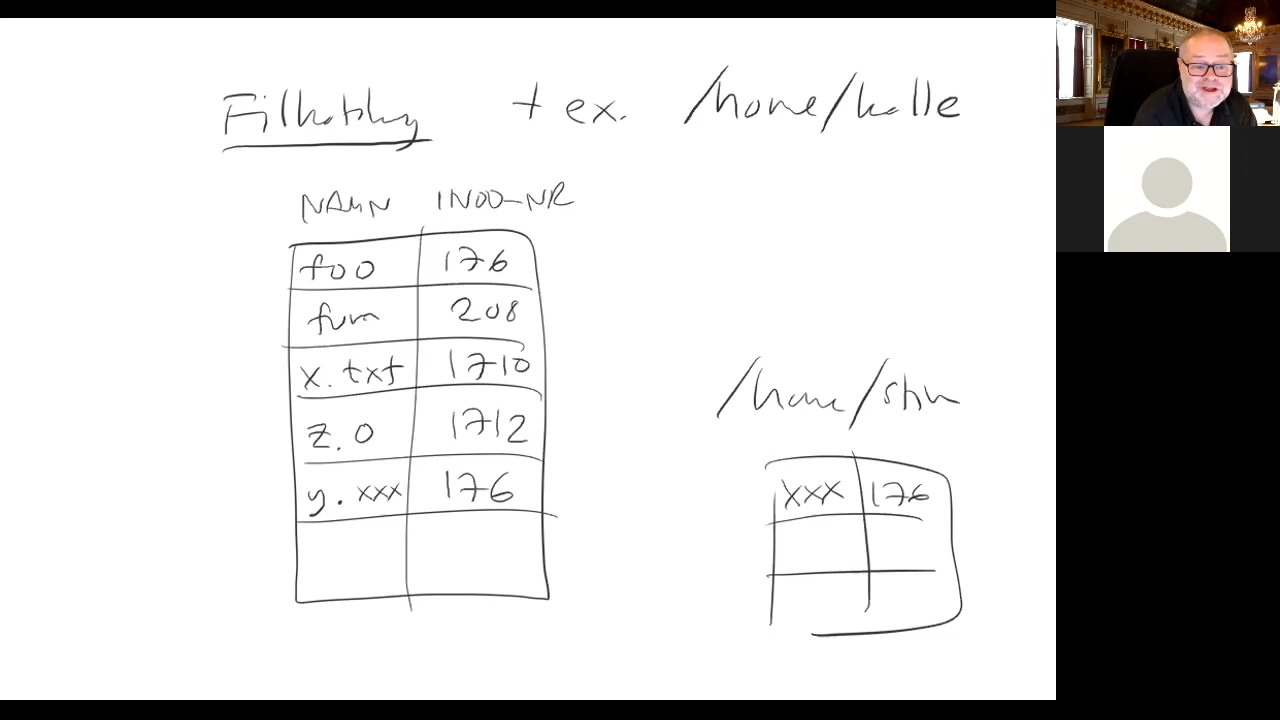 Filkatalog t ex. /home/kalle
NAMN INOD-NR
foo 176
fum 208
x.txt 1710
z.o 1712
y.xxx 176
/home/stin
xxx 176